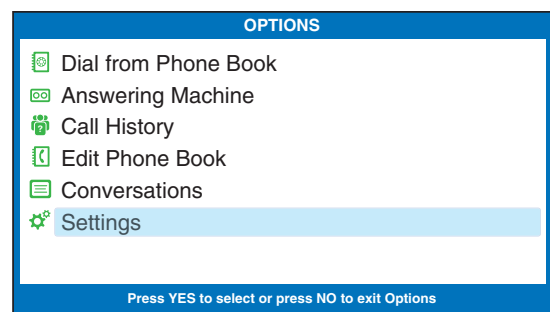 OPTIONS
Dial from Phone Book
Answering Machine
Call History
Edit Phone Book
Conversations
Settings
Press YES to select or press NO to exit Options